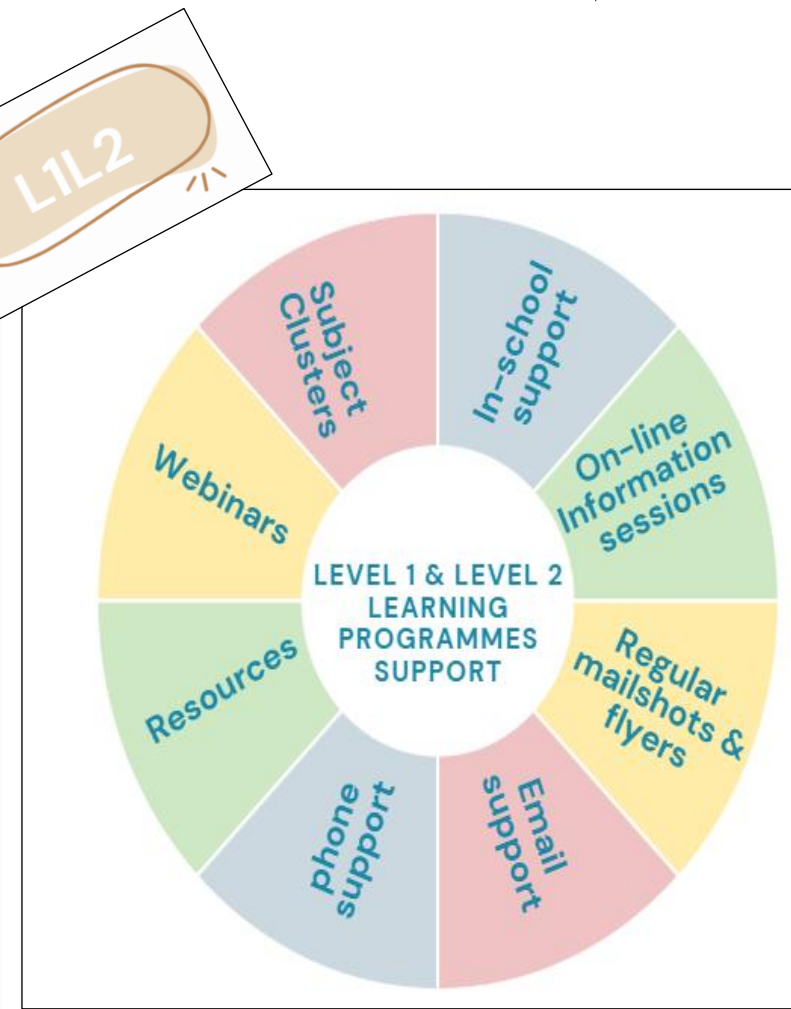 L1L2
Subject
Clusters
In-school
support
On-line
Information
sessions
Regular
mailshots &
flyers
Email
support
phone
support
Resources
Webinars
LEVEL 1 & LEVEL 2
LEARNING
PROGRAMMES
SUPPORT